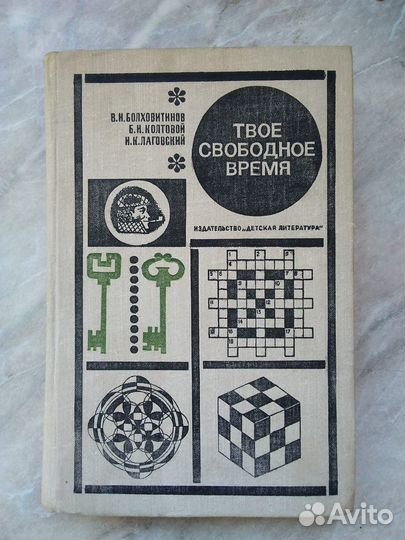 В.Н.БОЛХОВИТИНОВ
Б.И.КОЛТОВОЙ
И.К.ЛАГОВСКИЙ
ТВОЕ
СВОБОДНОЕ
ВРЕМЯ
ИЗДАТЕЛЬСТВО „ДЕТСКАЯ ЛИТЕРАТУРА"
Avito